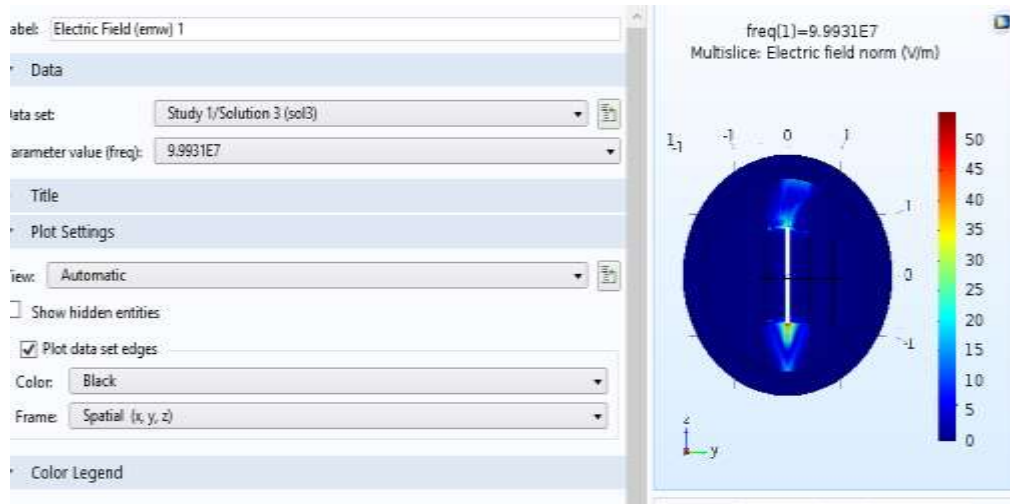 abel: Electric Field (emw) 1
Data
Data set: Study 1/Solution 3 (sol3)
arameter value (freq): 9.9931E7
Title
Plot Settings
iew: Automatic
Show hidden entities
Plot data set edges
Color: Black
Frame: Spatial (x, y, z)
Color Legend
freq(1)=9.9931E7
Multislice: Electric field norm (V/m)
1 -1 -1 0 1
1
0
-1
50
45
40
35
30
25
20
15
10
5
0
z
y